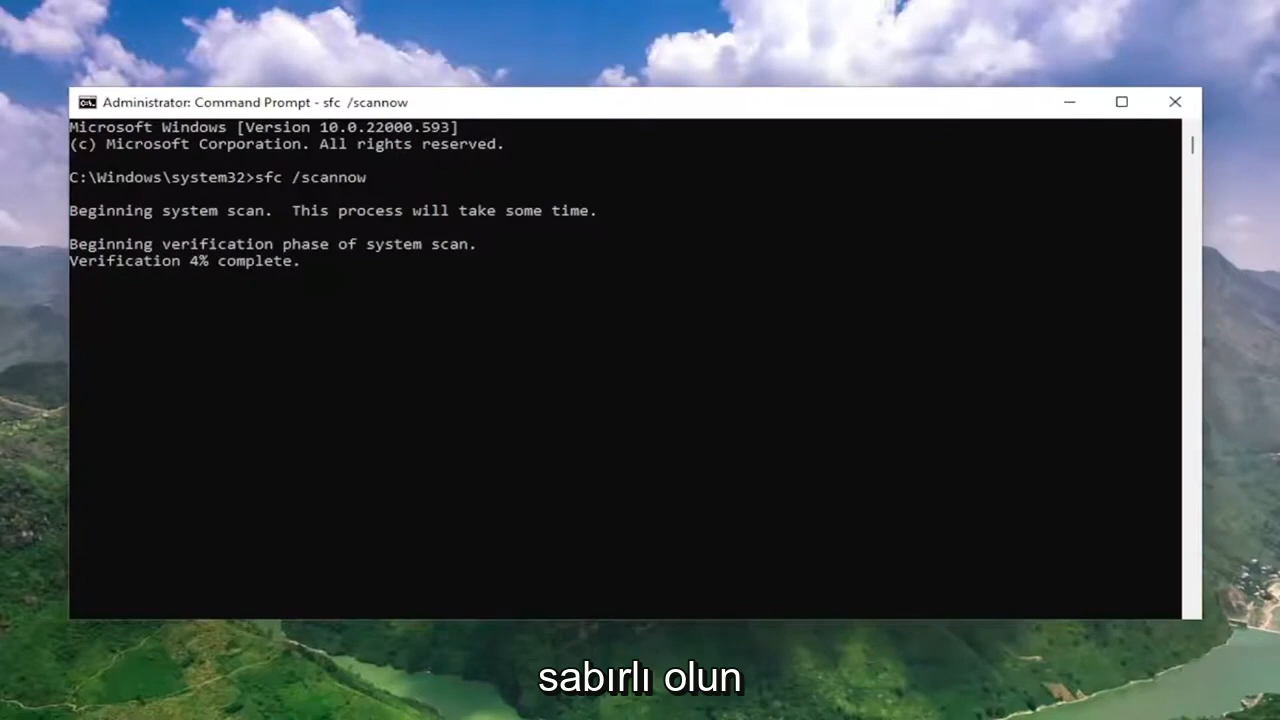 Administrator: Command Prompt - sfc /scannow
Microsoft Windows [Version 10.0.22000.593]
(c) Microsoft Corporation. All rights reserved.
C:\Windows\system32>sfc /scannow
Beginning system scan.  This process will take some time.
Beginning verification phase of system scan.
Verification 4% complete.
sabırlı olun